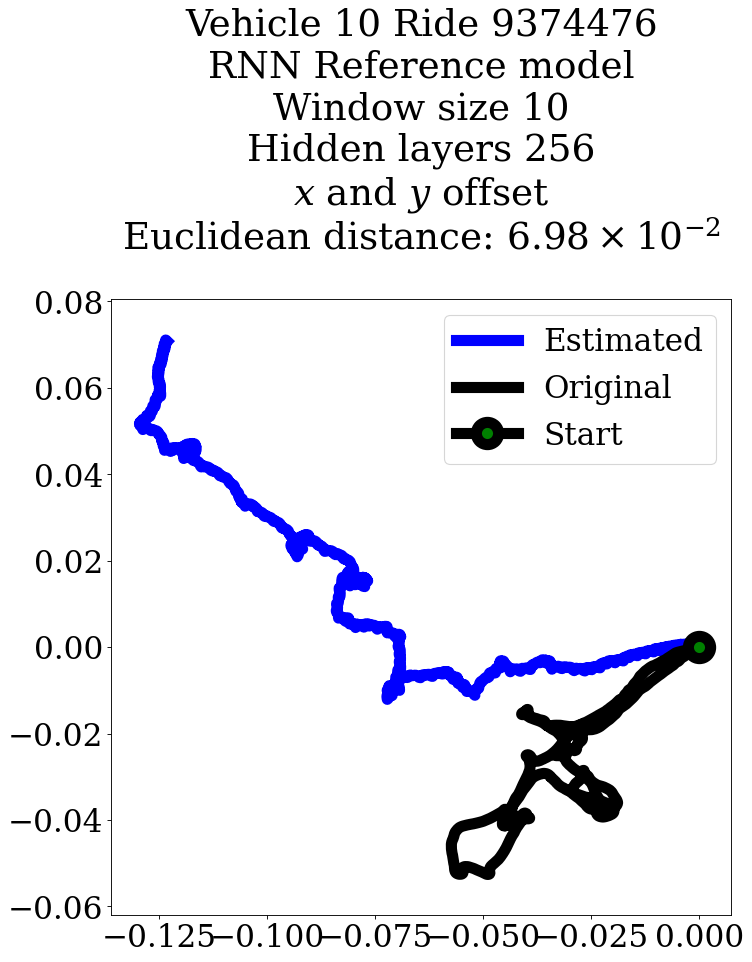 Vehicle 10 Ride 9374476
RNN Reference model
Window size 10
Hidden layers 256
x and y offset
Euclidean distance: 6.98 × 10⁻²
Estimated
Original
Start
0.08
0.06
0.04
0.02
0.00
−0.02
−0.04
−0.06
−0.125 −0.100 −0.075 −0.050 −0.025 0.000